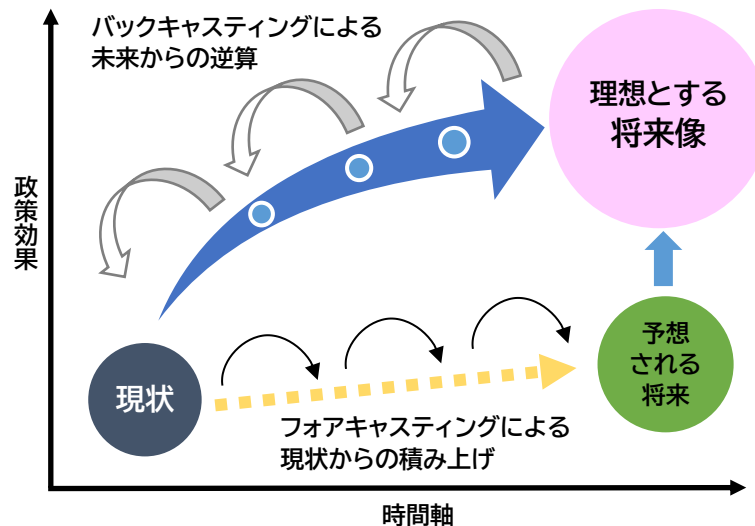 バックキャスティングによる
未来からの逆算
理想とする
将来像
政策効果
現状
予想
される
将来
フォアキャスティングによる
現状からの積み上げ
時間軸